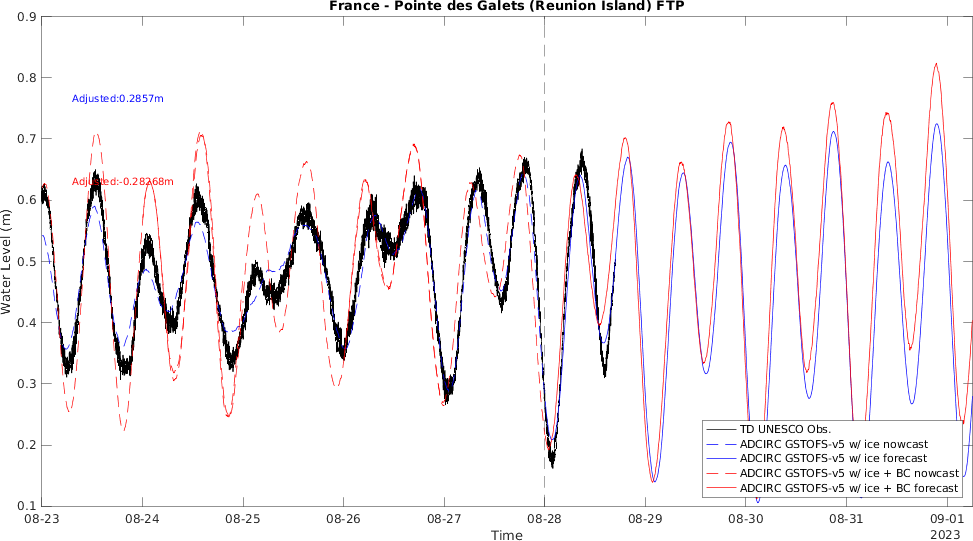 France - Pointe des Galets (Reunion Island) FTP
0.9
0.8
0.7
0.6
0.5
0.4
0.3
0.2
0.1
Water Level (m)
Adjusted:0.2857m
Adjusted:-0.28268m
TD UNESCO Obs.
ADCIRC GSTOFS-v5 w/ ice nowcast
ADCIRC GSTOFS-v5 w/ ice forecast
ADCIRC GSTOFS-v5 w/ ice + BC nowcast
ADCIRC GSTOFS-v5 w/ ice + BC forecast
08-23 08-24 08-25 08-26 08-27 08-28 08-29 08-30 08-31 09-01
2023
Time